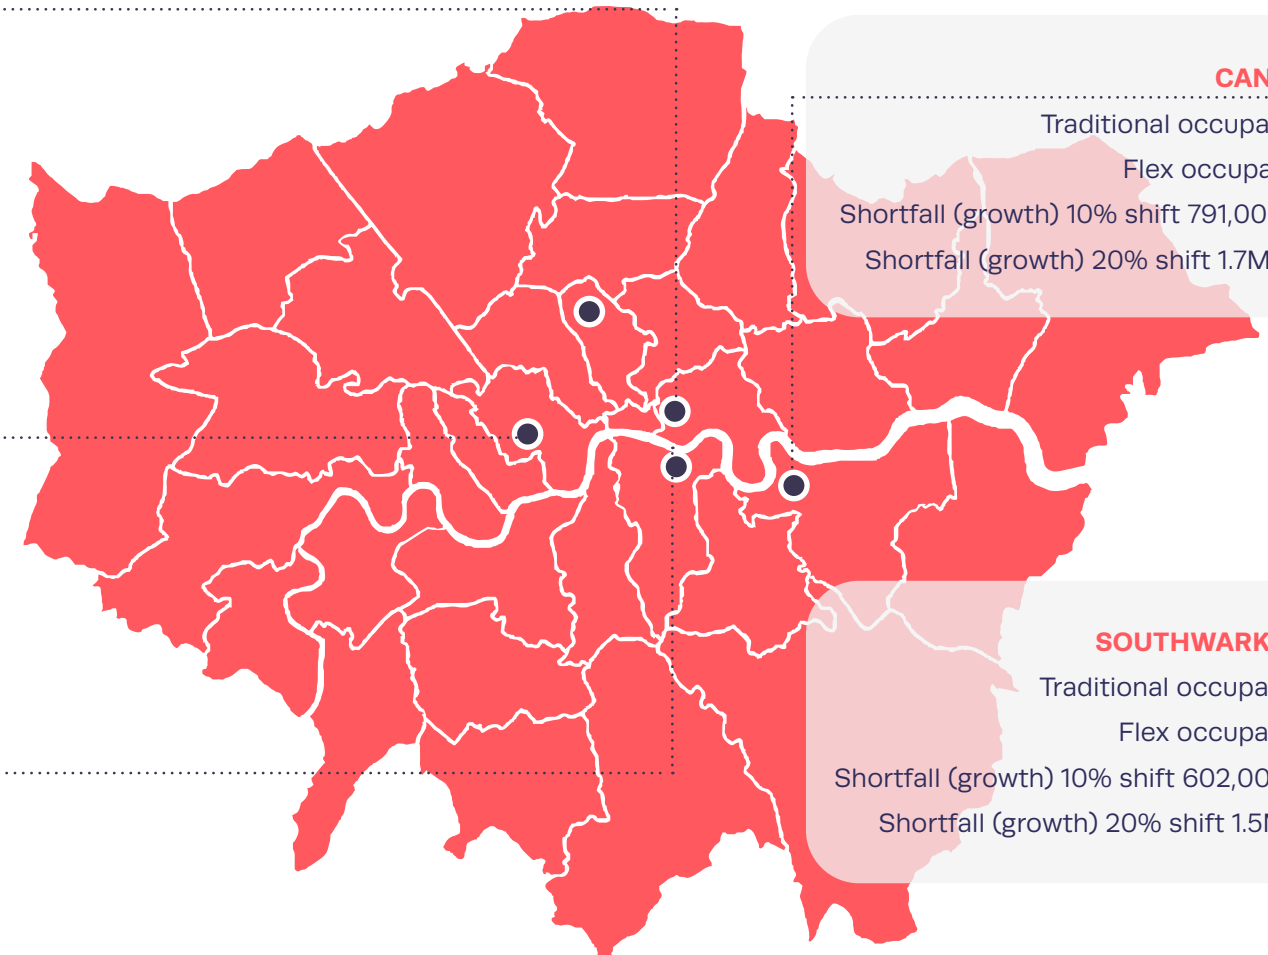 CAN
Traditional occupa
Flex occupa
Shortfall (growth) 10% shift 791,00
Shortfall (growth) 20% shift 1.7M
SOUTHWARK
Traditional occupa
Flex occupa
Shortfall (growth) 10% shift 602,00
Shortfall (growth) 20% shift 1.5